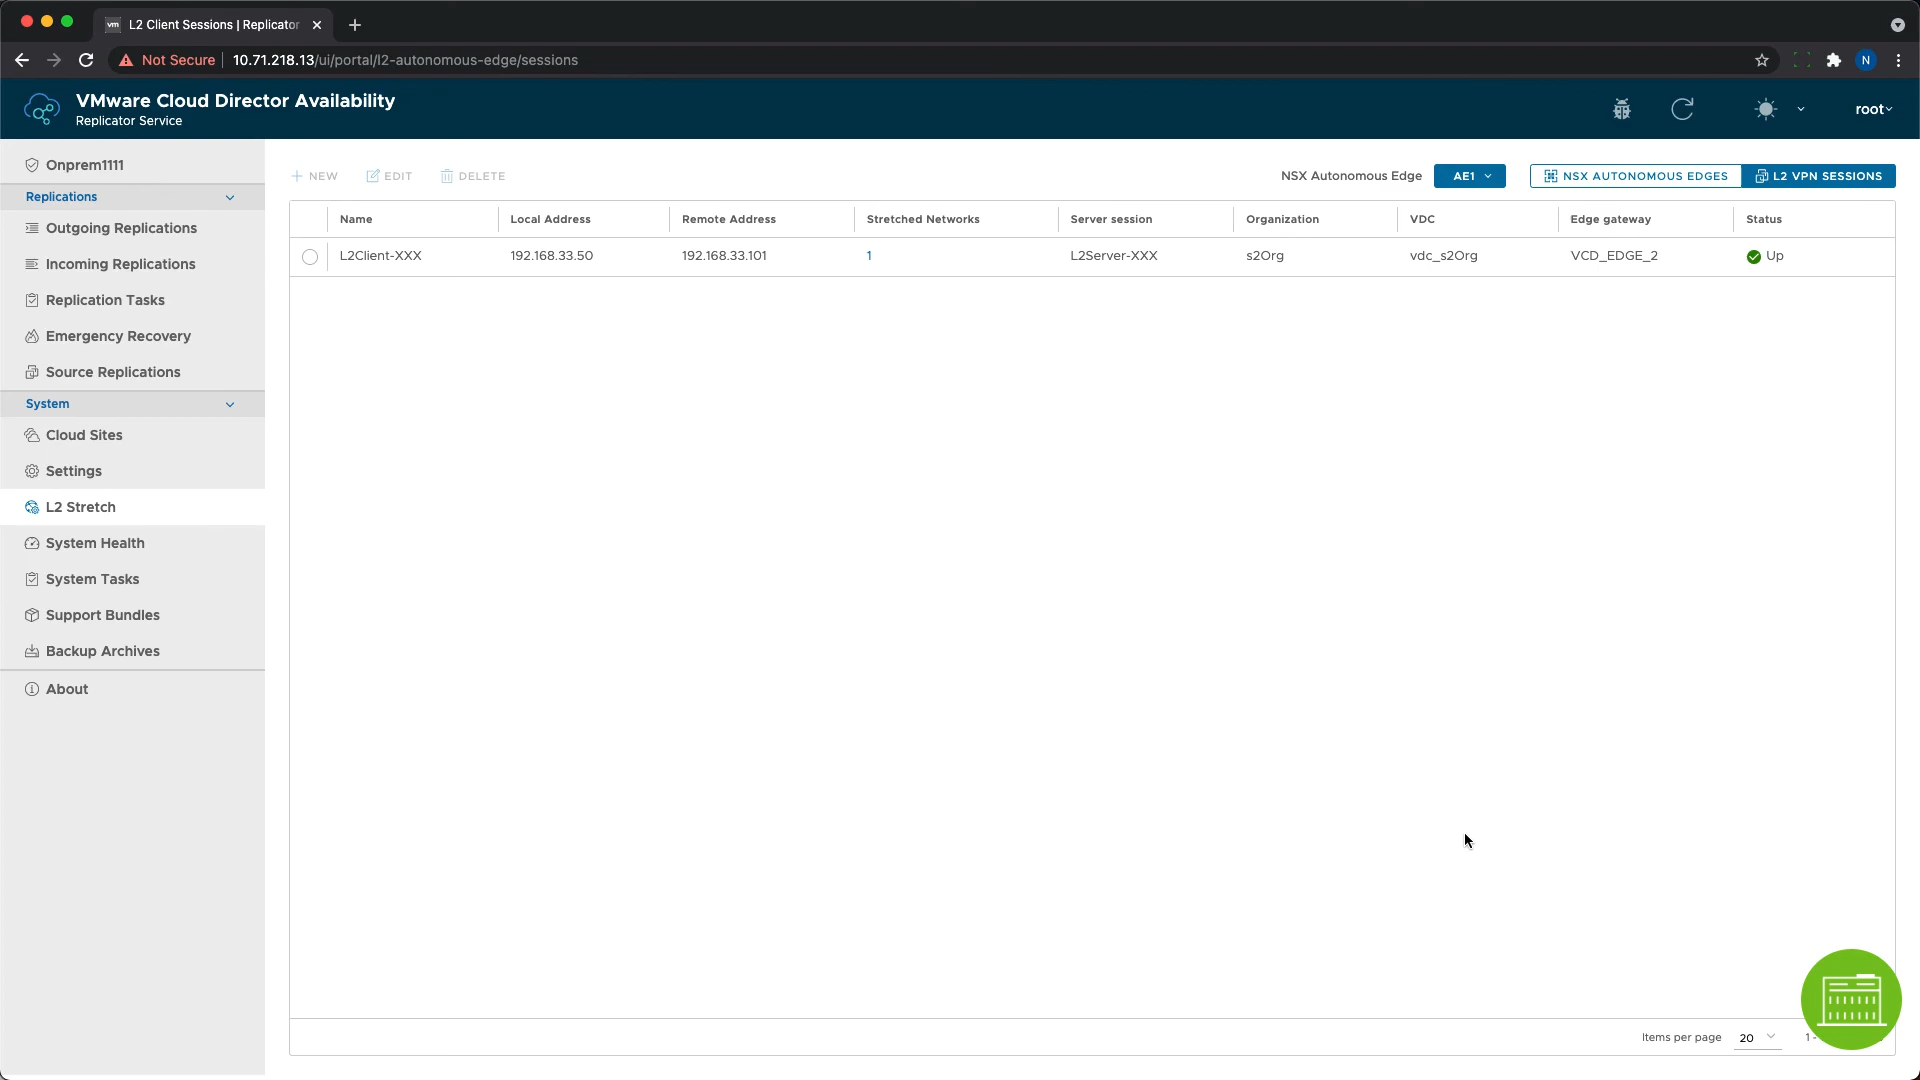 vm L2 Client Sessions | Replicator
Not Secure 10.71.218.13/ui/portal/l2-autonomous-edge/sessions
N
VMware Cloud Director Availability
Replicator Service
root
Onprem1111
Replications
Outgoing Replications
Incoming Replications
Replication Tasks
Emergency Recovery
Source Replications
System
Cloud Sites
Settings
L2 Stretch
System Health
System Tasks
Support Bundles
Backup Archives
About
NEW EDIT DELETE NSX Autonomous Edge AE1 NSX AUTONOMOUS EDGES L2 VPN SESSIONS
Name Local Address Remote Address Stretched Networks Server session Organization VDC Edge gateway Status
L2Client-XXX 192.168.33.50 192.168.33.101 1 L2Server-XXX s2Org vdc_s2Org VCD_EDGE_2 Up
Items per page 20 1 -